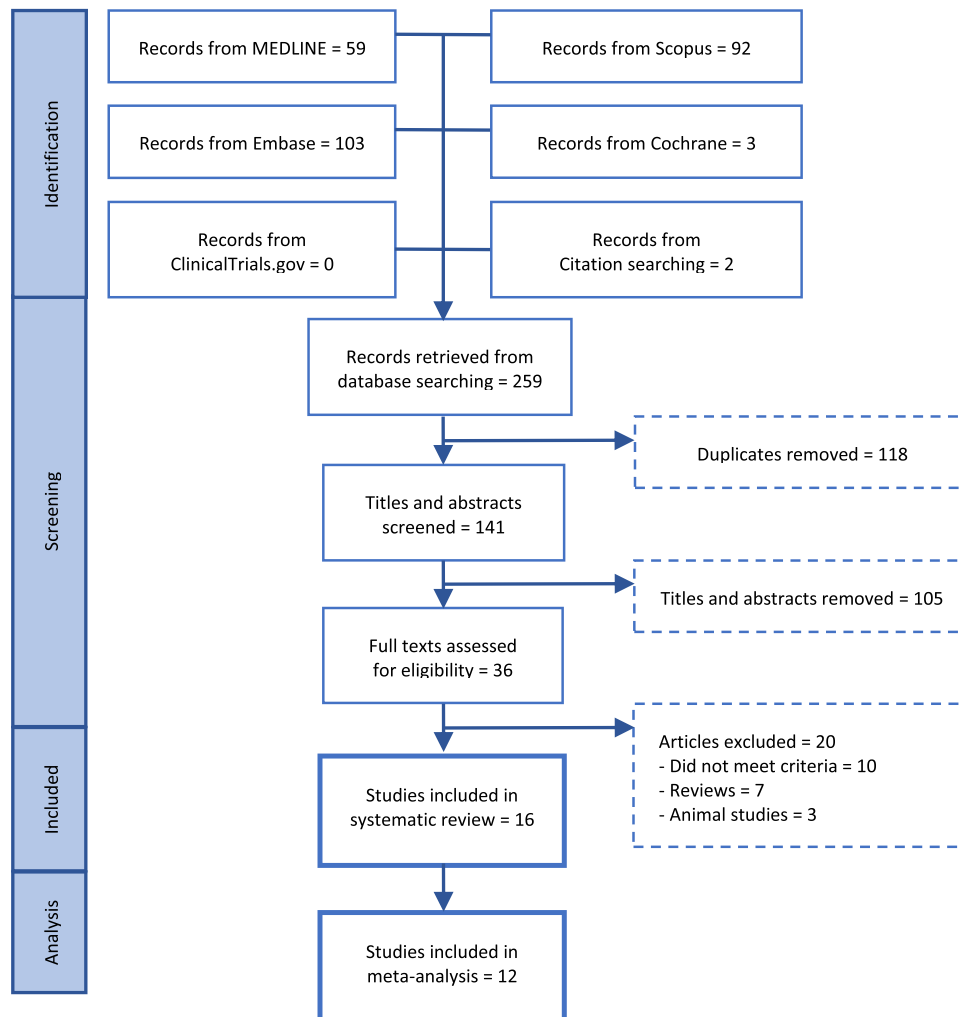 Identification
Records from MEDLINE = 59
Records from Scopus = 92
Records from Embase = 103
Records from Cochrane = 3
Records from
ClinicalTrials.gov = 0
Records from
Citation searching = 2
Screening
Records retrieved from
database searching = 259
Duplicates removed = 118
Titles and abstracts
screened = 141
Titles and abstracts removed = 105
Full texts assessed
for eligibility = 36
Articles excluded = 20
- Did not meet criteria = 10
- Reviews = 7
- Animal studies = 3
Included
Studies included in
systematic review = 16
Analysis
Studies included in
meta-analysis = 12